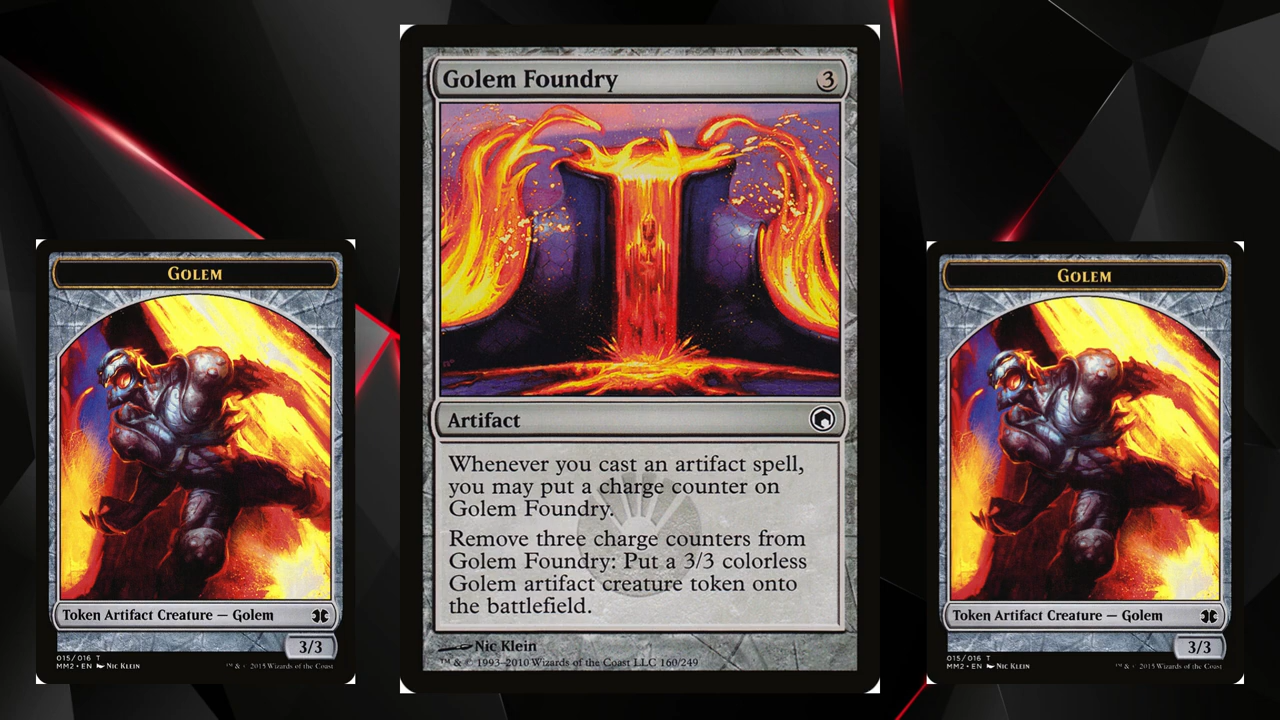 Golem Foundry
3
Artifact
Whenever you cast an artifact spell,
you may put a charge counter on
Golem Foundry.
Remove three charge counters from
Golem Foundry: Put a 3/3 colorless
Golem artifact creature token onto
the battlefield.
Nic Klein
™ & © 1993–2010 Wizards of the Coast LLC 160/249
Golem
Token Artifact Creature — Golem
3/3
015/016 T
MM2 • EN Nic Klein
™ & © 2015 Wizards of the Coast
Golem
Token Artifact Creature — Golem
3/3
015/016 T
MM2 • EN Nic Klein
™ & © 2015 Wizards of the Coast